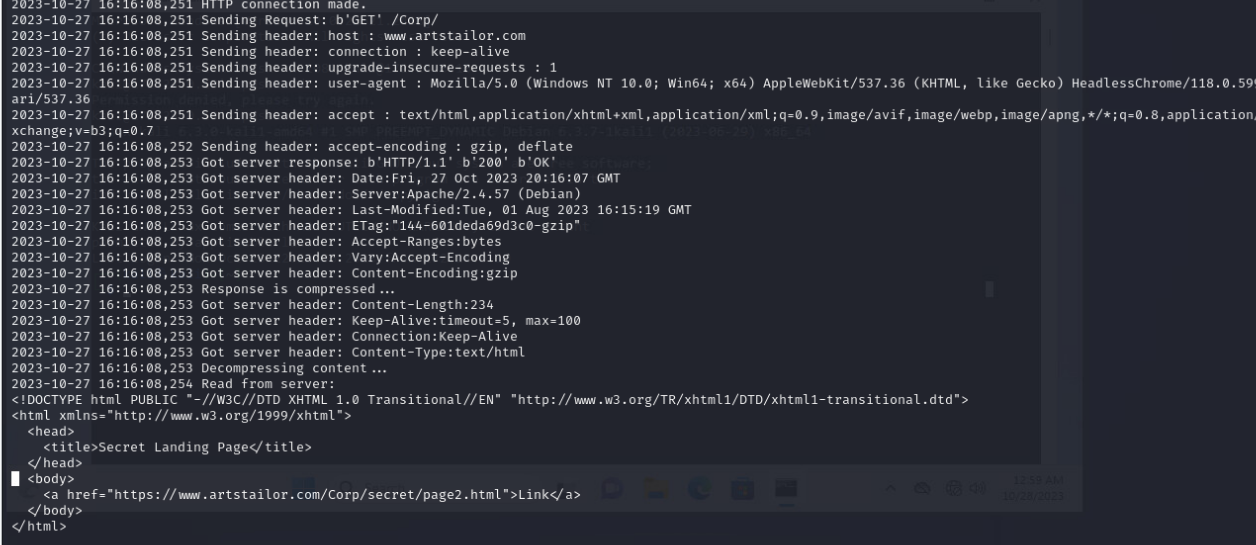 2023-10-27 16:16:08,251 HTTP connection made.
2023-10-27 16:16:08,251 Sending Request: b'GET' /Corp/
2023-10-27 16:16:08,251 Sending header: host : www.artstailor.com
2023-10-27 16:16:08,251 Sending header: connection : keep-alive
2023-10-27 16:16:08,251 Sending header: upgrade-insecure-requests : 1
2023-10-27 16:16:08,251 Sending header: user-agent : Mozilla/5.0 (Windows NT 10.0; Win64; x64) AppleWebKit/537.36 (KHTML, like Gecko) HeadlessChrome/118.0.599
ari/537.36
2023-10-27 16:16:08,251 Sending header: accept : text/html,application/xhtml+xml,application/xml;q=0.9,image/avif,image/webp,image/apng,*/*;q=0.8,application/
xchange;v=b3;q=0.7
2023-10-27 16:16:08,252 Sending header: accept-encoding : gzip, deflate
2023-10-27 16:16:08,253 Got server response: b'HTTP/1.1' b'200' b'OK'
2023-10-27 16:16:08,253 Got server header: Date:Fri, 27 Oct 2023 20:16:07 GMT
2023-10-27 16:16:08,253 Got server header: Server:Apache/2.4.57 (Debian)
2023-10-27 16:16:08,253 Got server header: Last-Modified:Tue, 01 Aug 2023 16:15:19 GMT
2023-10-27 16:16:08,253 Got server header: ETag:"144-601deda69d3c0-gzip"
2023-10-27 16:16:08,253 Got server header: Accept-Ranges:bytes
2023-10-27 16:16:08,253 Got server header: Vary:Accept-Encoding
2023-10-27 16:16:08,253 Got server header: Content-Encoding:gzip
2023-10-27 16:16:08,253 Response is compressed...
2023-10-27 16:16:08,253 Got server header: Content-Length:234
2023-10-27 16:16:08,253 Got server header: Keep-Alive:timeout=5, max=100
2023-10-27 16:16:08,253 Got server header: Connection:Keep-Alive
2023-10-27 16:16:08,253 Got server header: Content-Type:text/html
2023-10-27 16:16:08,253 Decompressing content...
2023-10-27 16:16:08,254 Read from server:
<!DOCTYPE html PUBLIC "-//W3C//DTD XHTML 1.0 Transitional//EN" "http://www.w3.org/TR/xhtml1/DTD/xhtml1-transitional.dtd">
<html xmlns="http://www.w3.org/1999/xhtml">
<head>
<title>Secret Landing Page</title>
</head>
<body>
<a href="https://www.artstailor.com/Corp/secret/page2.html">Link</a>
</body>
</html>
12:59 AM
10/28/2023